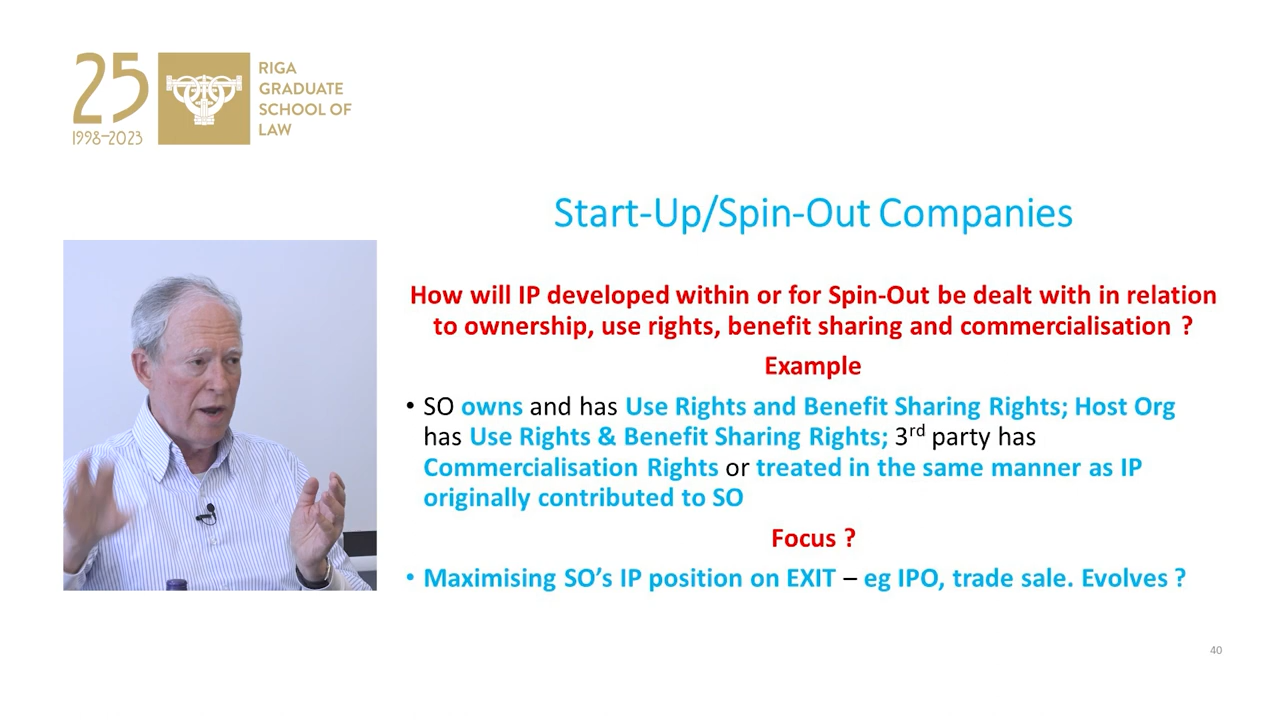 25
1998–2023
RIGA
GRADUATE
SCHOOL OF
LAW
Start-Up/Spin-Out Companies
How will IP developed within or for Spin-Out be dealt with in relation
to ownership, use rights, benefit sharing and commercialisation ?
Example
• SO owns and has Use Rights and Benefit Sharing Rights; Host Org
has Use Rights & Benefit Sharing Rights; 3rd party has
Commercialisation Rights or treated in the same manner as IP
originally contributed to SO
Focus ?
• Maximising SO’s IP position on EXIT – eg IPO, trade sale. Evolves ?
40